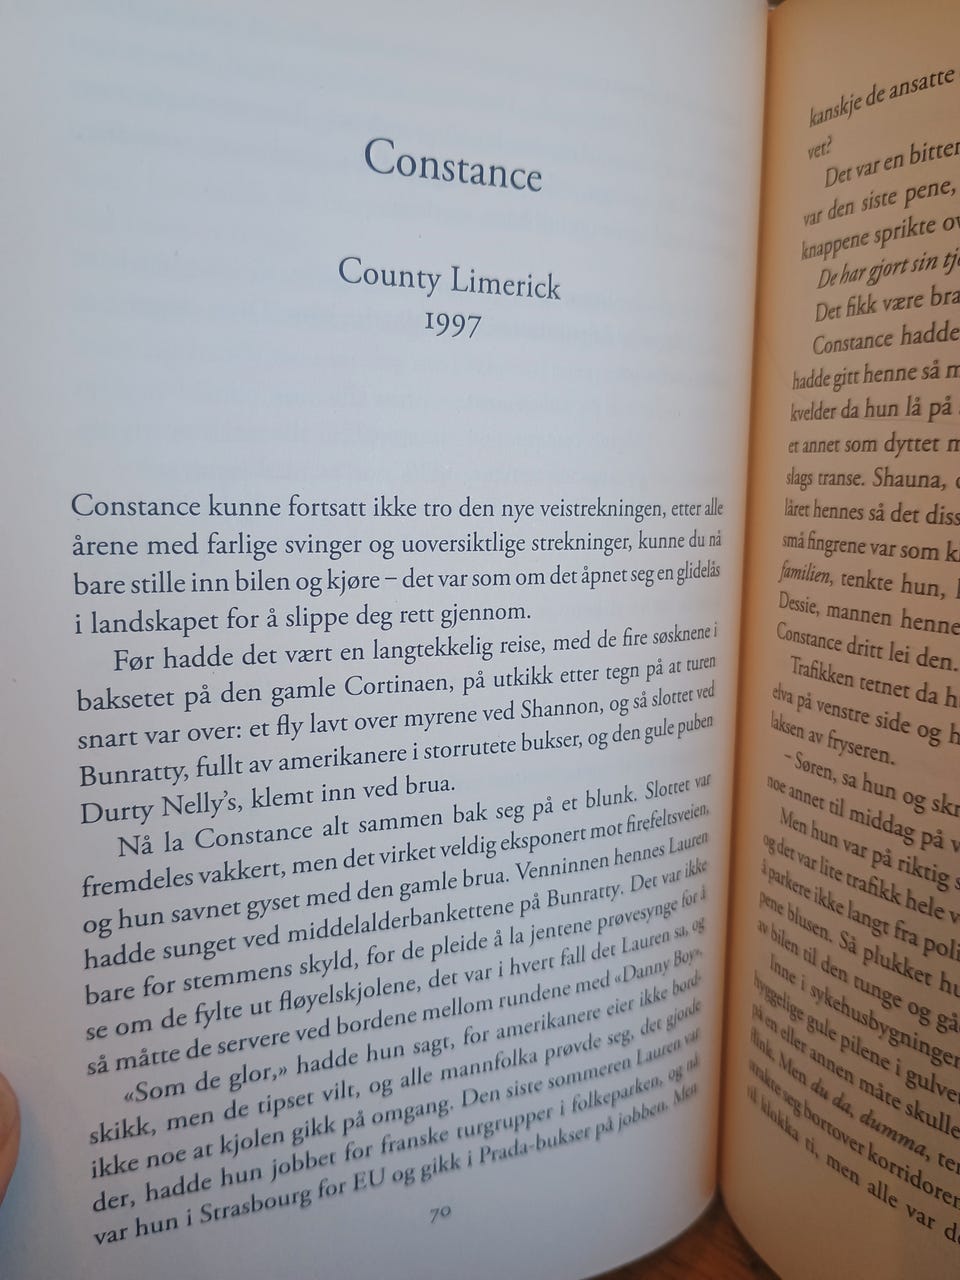 Constance
County Limerick
1997
Constance kunne fortsatt ikke tro den nye veistrekningen, etter alle
årene med farlige svinger og uoversiktlige strekninger, kunne du nå
bare stille inn bilen og kjøre – det var som om det åpnet seg en glidelås
i landskapet for å slippe deg rett gjennom.
Før hadde det vært en langtekkelig reise, med de fire søsknene i
baksetet på den gamle Cortinaen, på utkikk etter tegn på at turen
snart var over: et fly lavt over myrene ved Shannon, og så slottet ved
Bunratty, fullt av amerikanere i storrutete bukser, og den gule puben
Durty Nelly's, klemt inn ved brua.
Nå la Constance alt sammen bak seg på et blunk. Slottet var
fremdeles vakkert, men det virket veldig eksponert mot firefeltsveien,
og hun savnet gyset med den gamle brua. Venninnen hennes Lauren
hadde sunget ved middelalderbankettene på Bunratty. Det var ikke
bare for stemmens skyld, for de pleide å la jentene prøvesynge for å
se om de fylte ut fløyelskjolene, det var i hvert fall det Lauren sa, og
så måtte de servere ved bordene mellom rundene med «Danny Boy».
«Som de glor,» hadde hun sagt, for amerikanere eier ikke bord-
skikk, men de tipset vilt, og alle mannfolka prøvde seg, det gjorde
ikke noe at kjolen gikk på omgang. Den siste sommeren Lauren var
der, hadde hun jobbet for franske turgrupper i folkeparken, og nå
var hun i Strasbourg for EU og gikk i Prada-bukser på jobben. Men
70
kanskje de ansatte
vet?
Det var en bitter
var den siste pene,
knappene sprikte
De har gjort sin
Det fikk være
Constance hadde
hadde gitt henne så
kvelder da hun lå på
et annet som dyttet
slags transe. Shauna,
låret hennes så det
små fingrene var som
familien, tenkte hun,
Dessie, mannen
Constance dritt lei den.
Trafikken tetnet da
elva på venstre side og
laksen av fryseren.
– Søren, sa hun og
noe annet til middag på
Men hun var på riktig
og det var lite trafikk hele
å parkere ikke langt fra
pene blusen. Så plukket
av bilen til den tunge og
Inne i sykehusbygningen
hyggelige gule pilene i
på en eller annen måte skulle
Men du da, dumma,
seg bortover
til klokka ti, men alle var